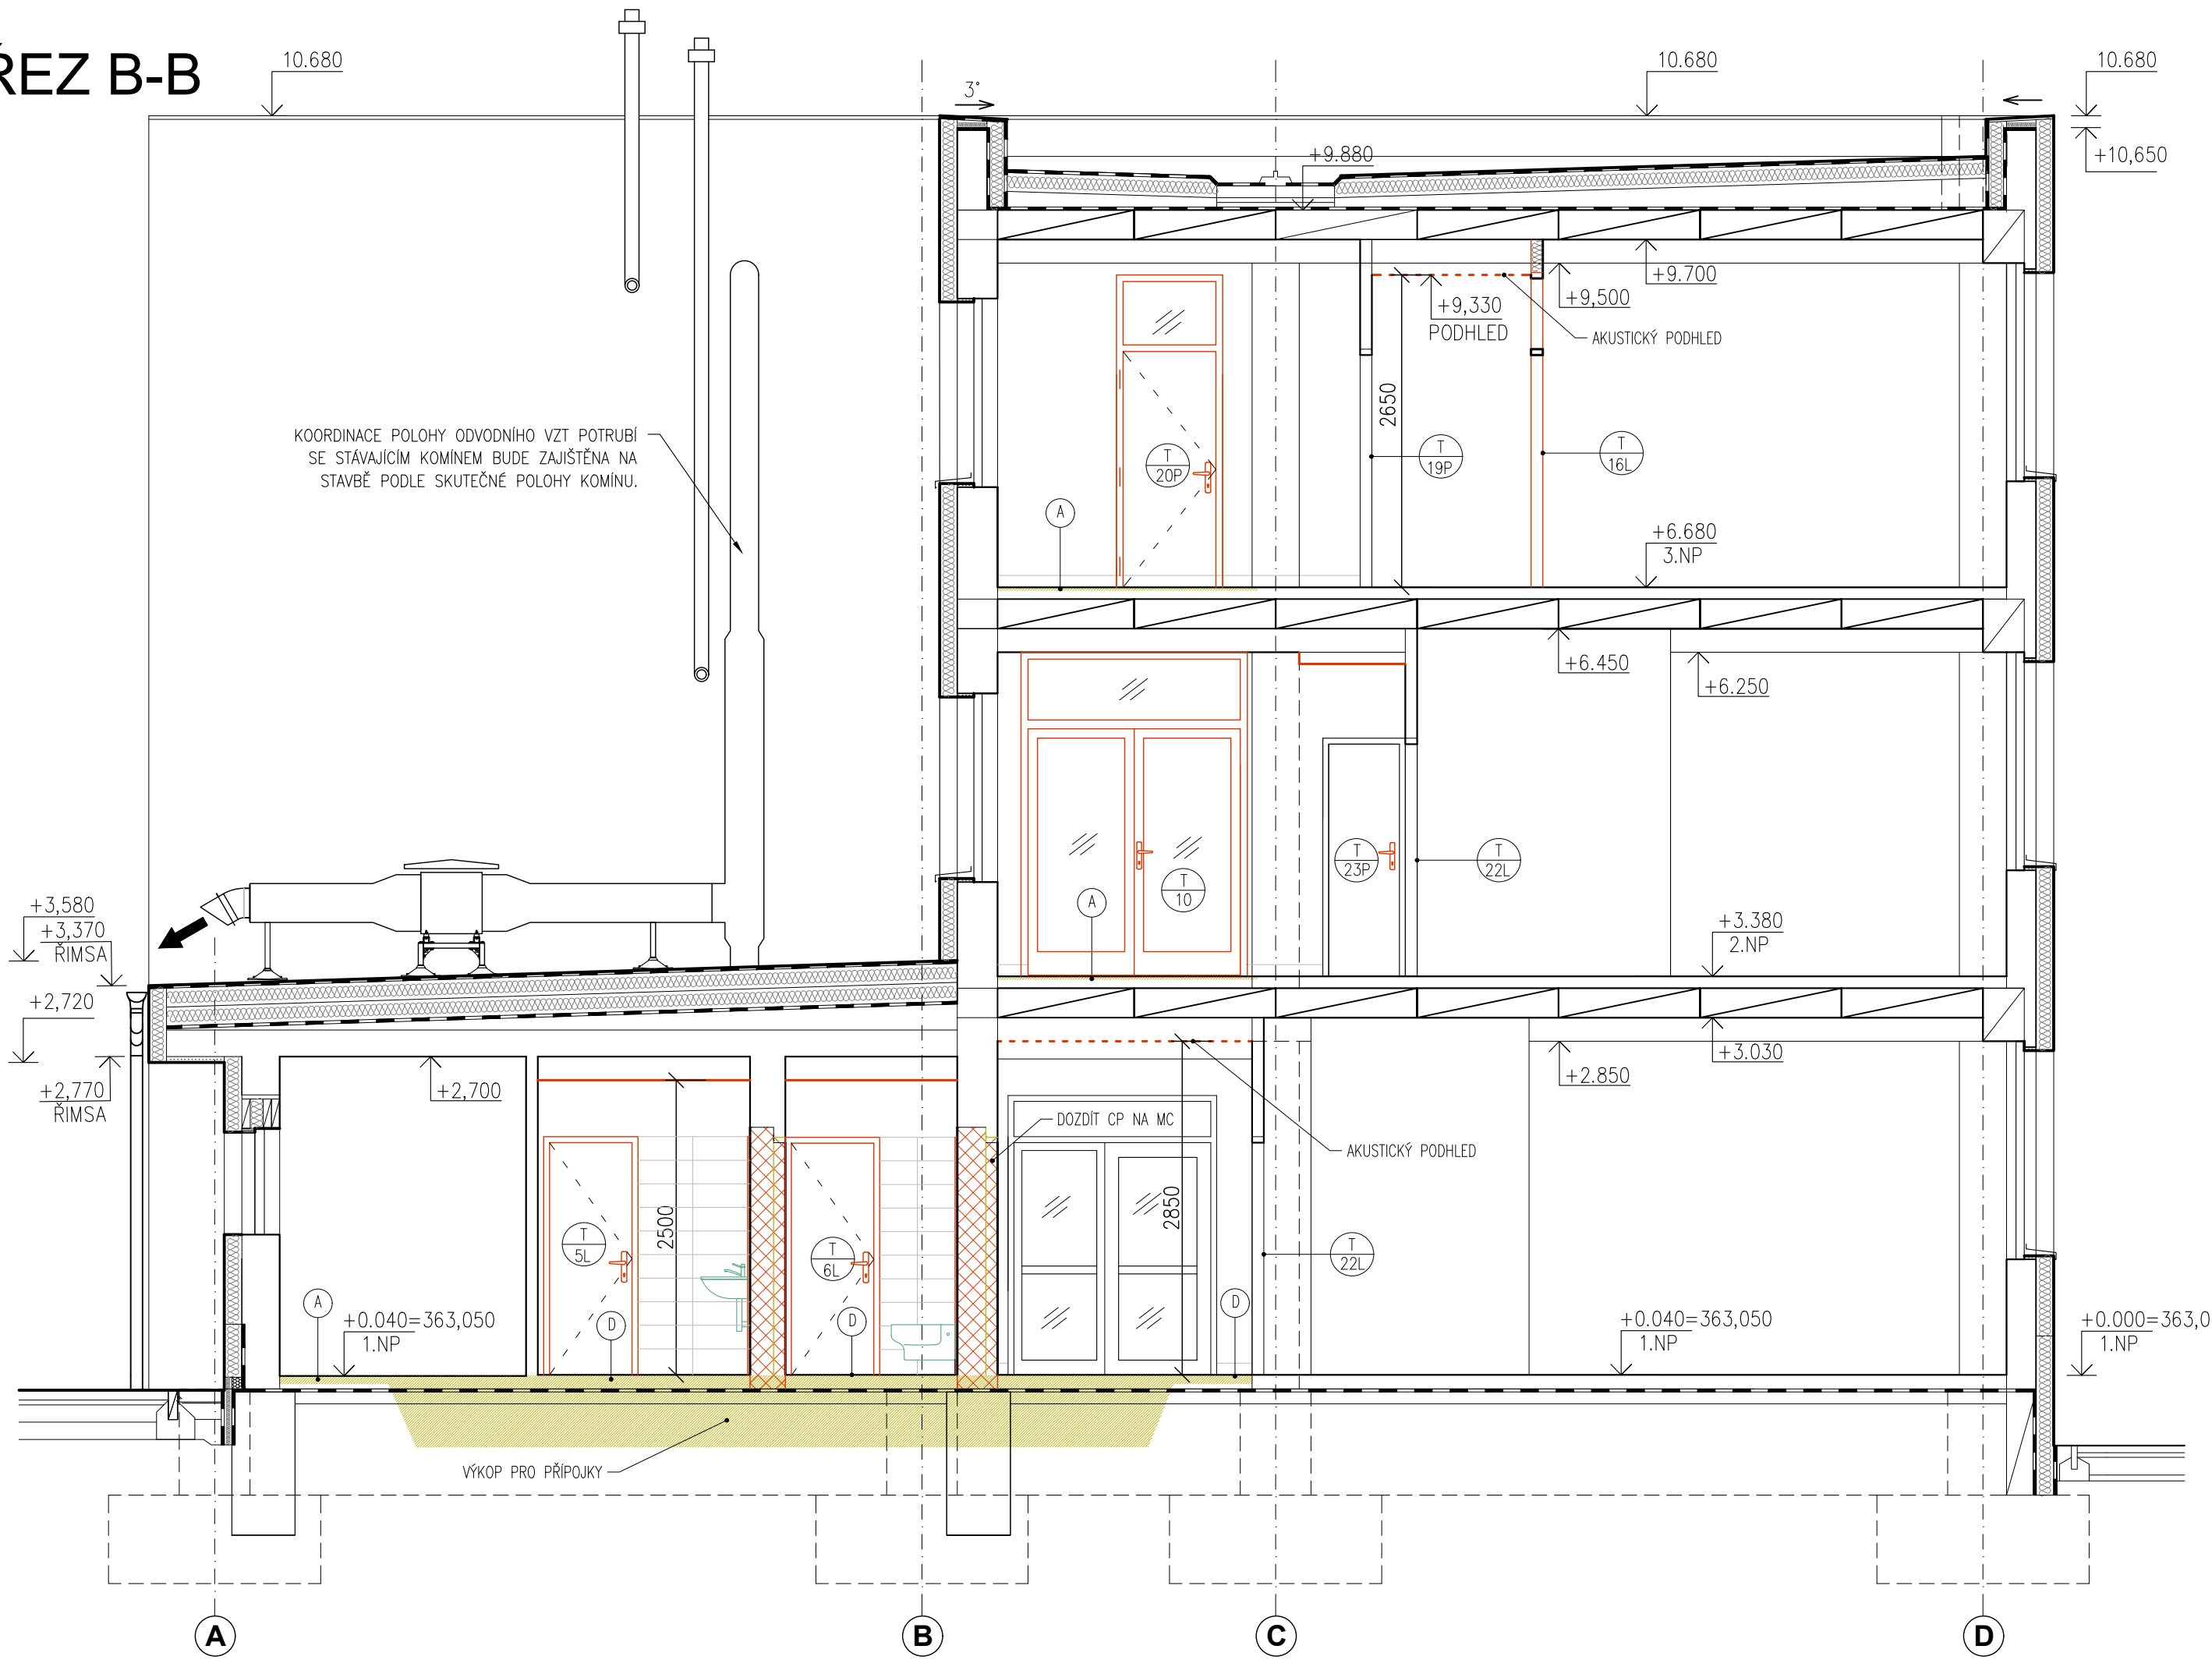 ŘEZ B-B
10.680
10.680
10.680
3°
+9.880
+10,650
+9.700
+9,500
+9,330
PODHLED
AKUSTICKÝ PODHLED
2650
KOORDINACE POLOHY ODVODNÍHO VZT POTRUBÍ
SE STÁVAJÍCÍM KOMÍNEM BUDE ZAJIŠTĚNA NA
STAVBĚ PODLE SKUTEČNÉ POLOHY KOMÍNU.
T
20P
T
19P
T
16L
A
+6.680
3.NP
+6.450
+6.250
T
23P
T
22L
T
10
A
+3,580
+3,370
ŘIMSA
+3.380
2.NP
+2,720
+3.030
+2.850
+2,770
ŘIMSA
+2,700
DOZDÍT CP NA MC
AKUSTICKÝ PODHLED
2500
2850
T
5L
T
6L
T
22L
A
D
D
D
+0.040=363,050
1.NP
+0.040=363,050
1.NP
+0.000=363,0
1.NP
VÝKOP PRO PŘÍPOJKY
A
B
C
D